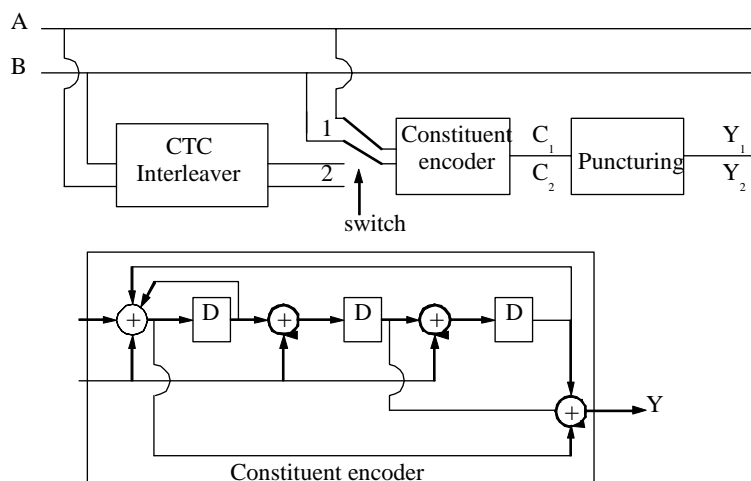 A
B
CTC
Interleaver
1
2
switch
Constituent
encoder
C₁
C₂
Puncturing
Y₁
Y₂
+
D
+
D
+
D
+
Y
Constituent encoder